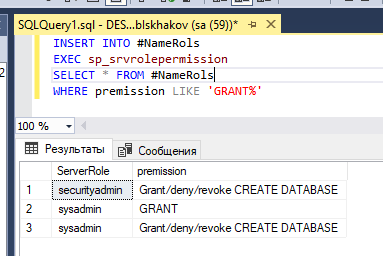 SQLQuery1.sql - DES...blskhakov (sa (59))*
INSERT INTO #NameRols
EXEC sp_srvrolepermission
SELECT * FROM #NameRols
WHERE premission LIKE 'GRANT%'
100 %
Результаты Сообщения
ServerRole premission
1 securityadmin Grant/deny/revoke CREATE DATABASE
2 sysadmin GRANT
3 sysadmin Grant/deny/revoke CREATE DATABASE